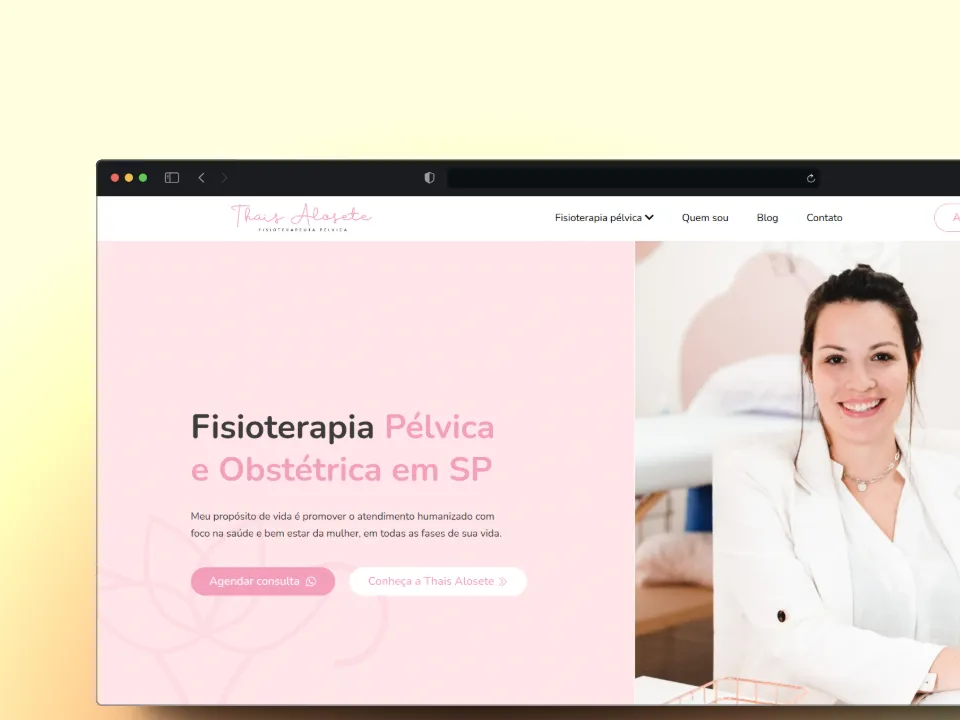 Thais Alosete
FISIOTERAPEUTA PÉLVICA
Fisioterapia pélvica
Quem sou
Blog
Contato
A
Fisioterapia Pélvica
e Obstétrica em SP
Meu propósito de vida é promover o atendimento humanizado com
foco na saúde e bem estar da mulher, em todas as fases de sua vida.
Agendar consulta
Conheça a Thais Alosete